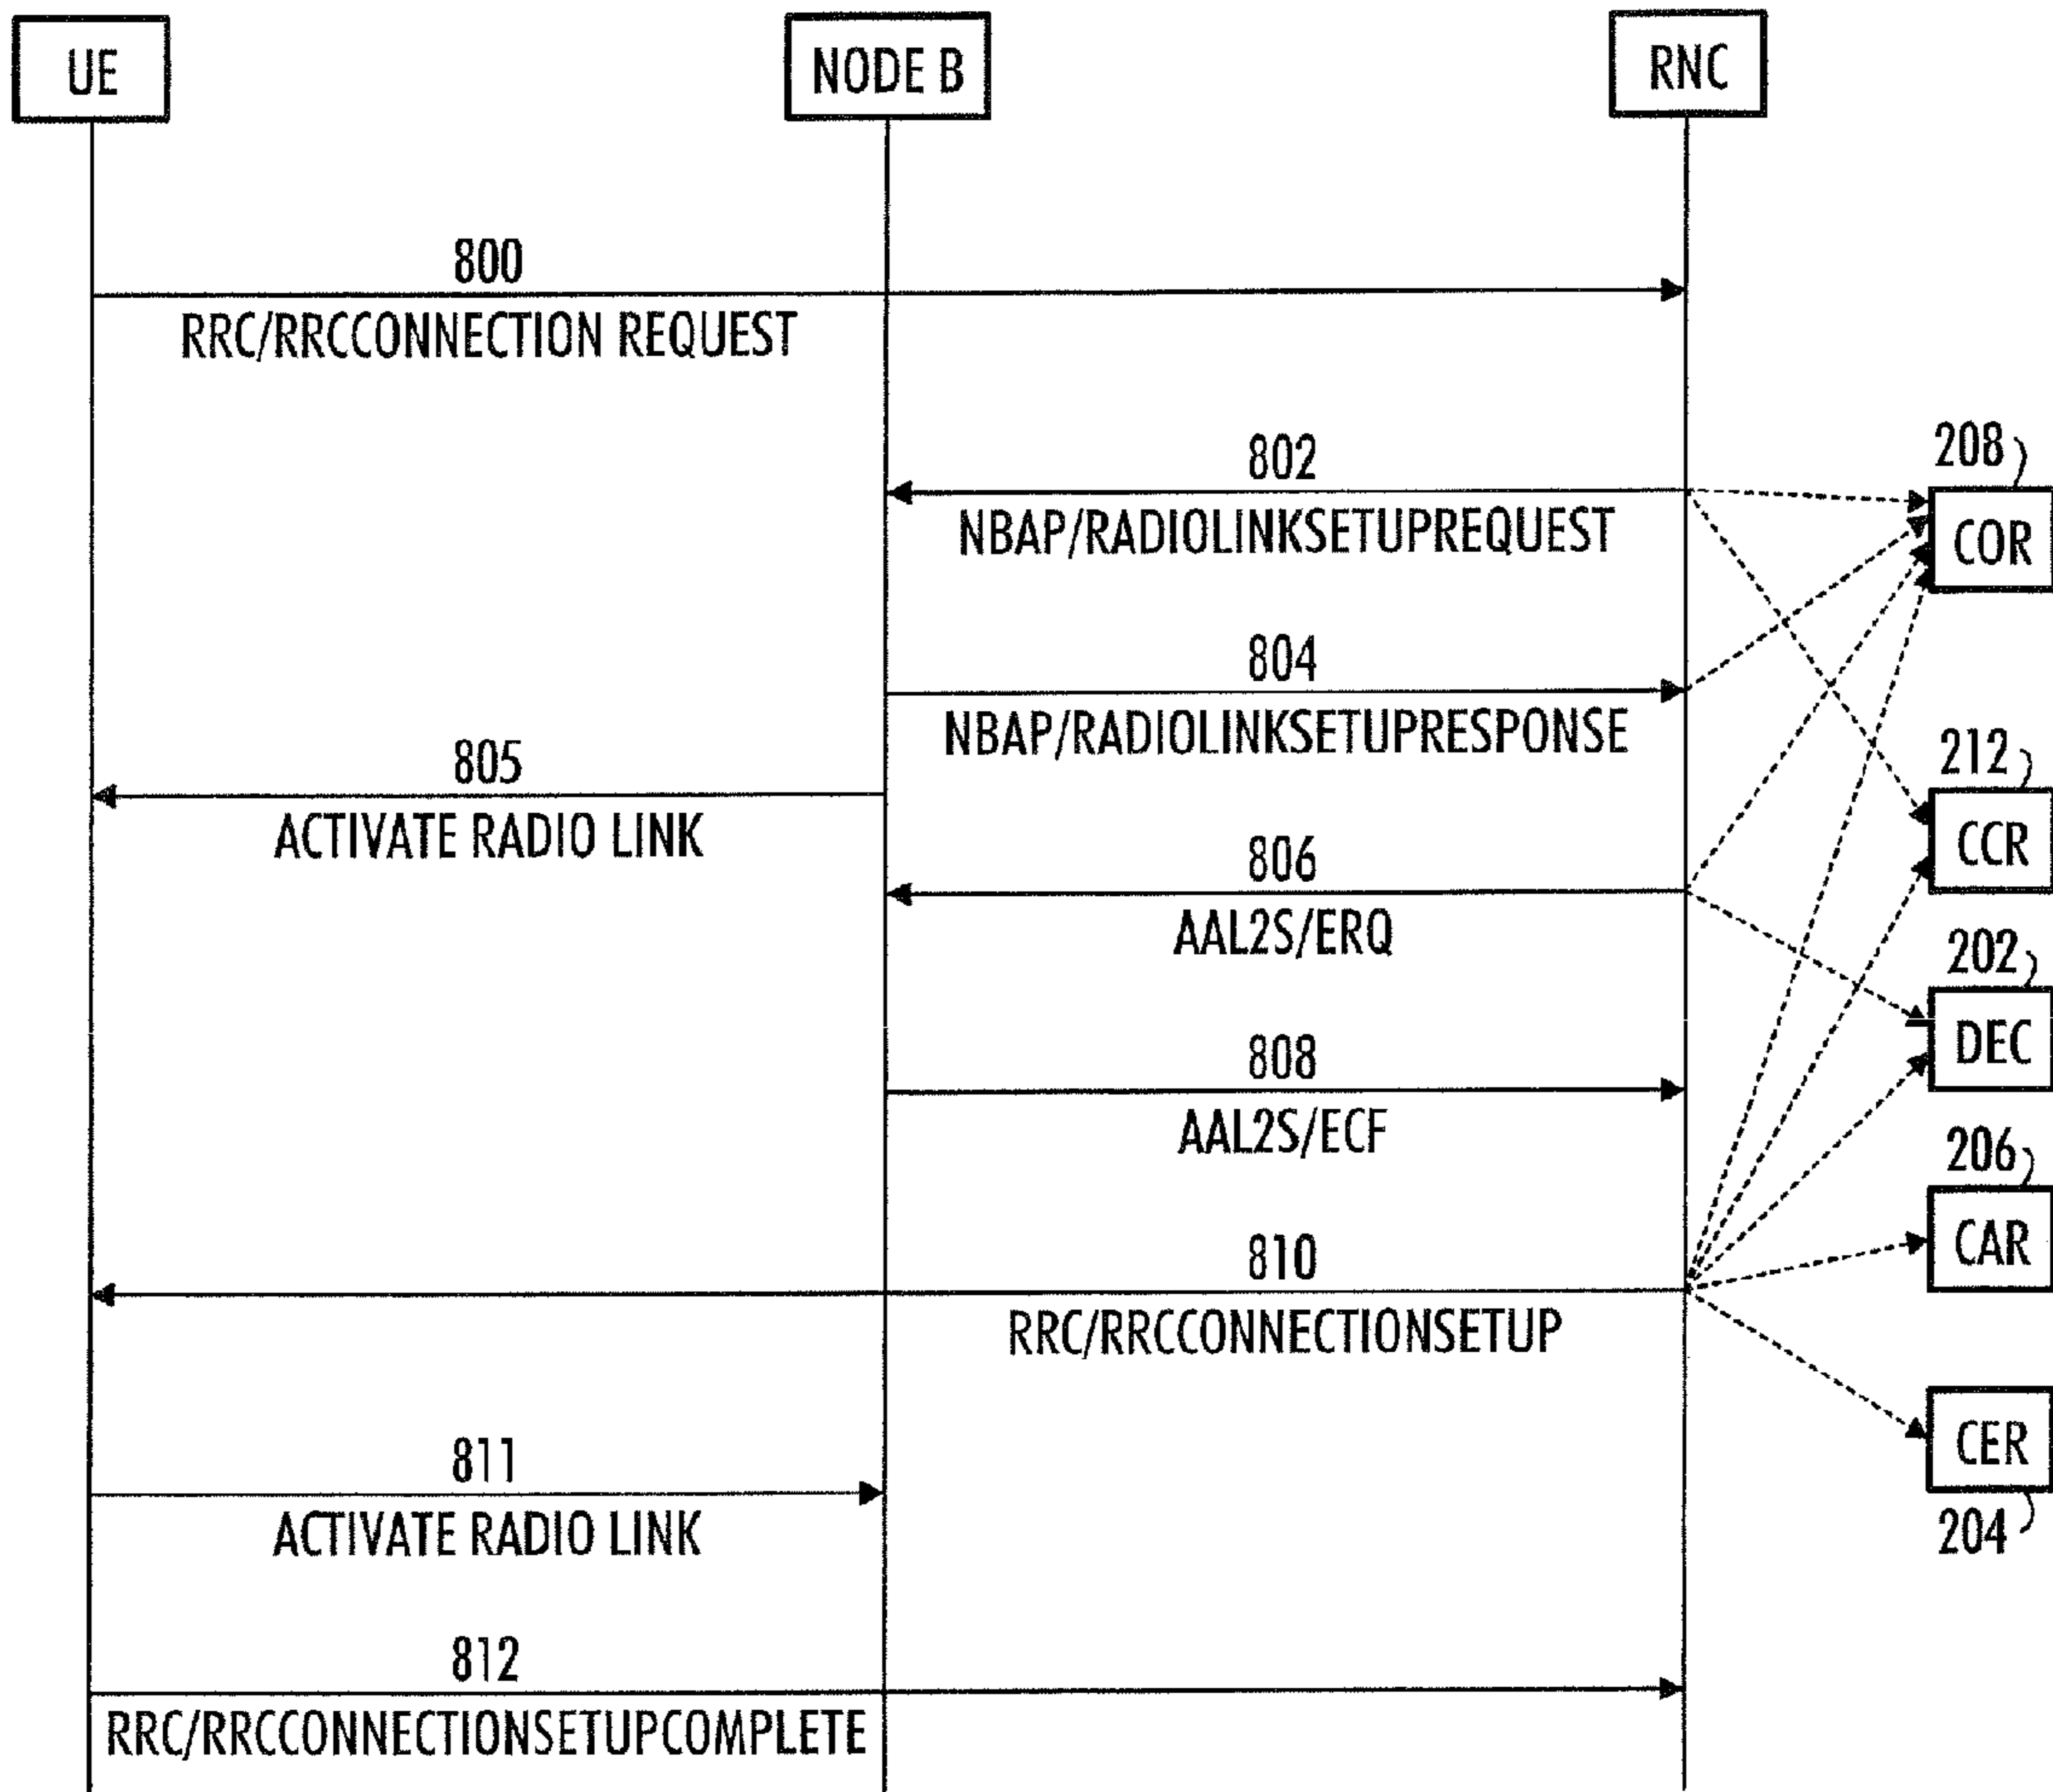 UE
NODE B
RNC
800
RRC/RRCCONNECTION REQUEST
802
NBAP/RADIOLINKSETUPREQUEST
208
COR
804
NBAP/RADIOLINKSETUPRESPONSE
805
ACTIVATE RADIO LINK
212
CCR
806
AAL2S/ERQ
202
DEC
808
AAL2S/ECF
206
CAR
810
RRC/RRCCONNECTIONSETUP
CER
204
811
ACTIVATE RADIO LINK
812
RRC/RRCCONNECTIONSETUPCOMPLETE